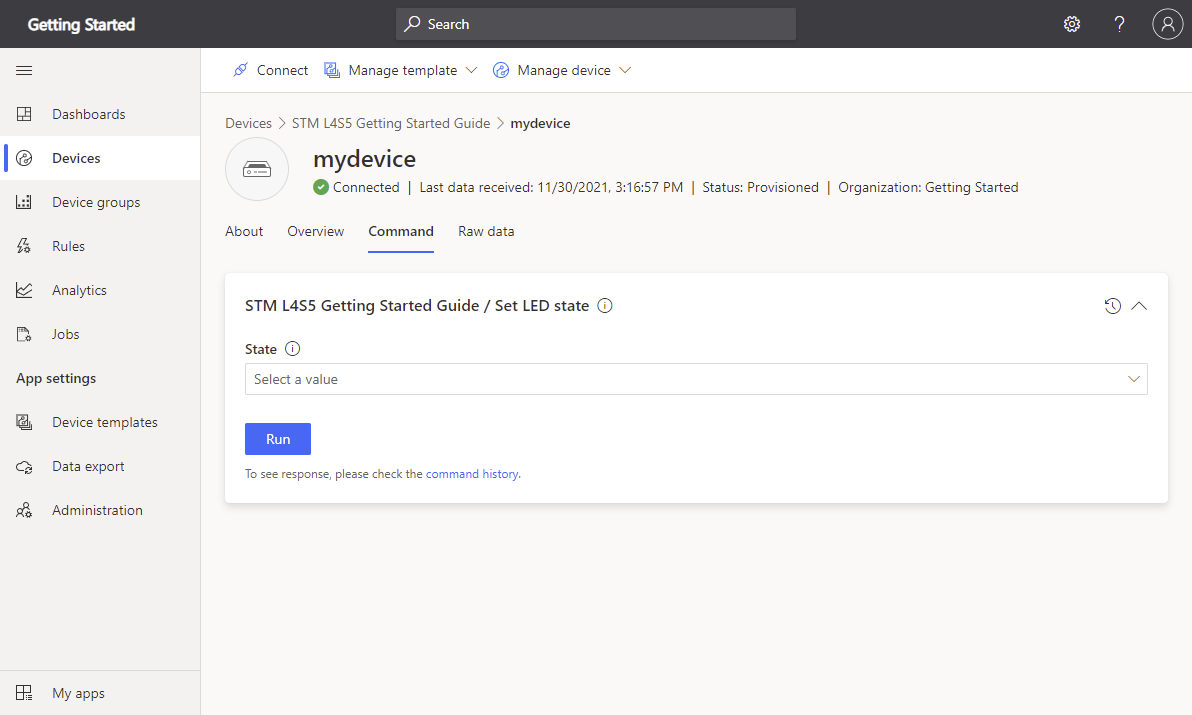 Getting Started
Search
?
Connect
Manage template
Manage device
Dashboards
Devices
Device groups
Rules
Analytics
Jobs
App settings
Device templates
Data export
Administration
My apps
Devices > STM L4S5 Getting Started Guide > mydevice
mydevice
Connected | Last data received: 11/30/2021, 3:16:57 PM | Status: Provisioned | Organization: Getting Started
About
Overview
Command
Raw data
STM L4S5 Getting Started Guide / Set LED state
State
Select a value
Run
To see response, please check the command history.